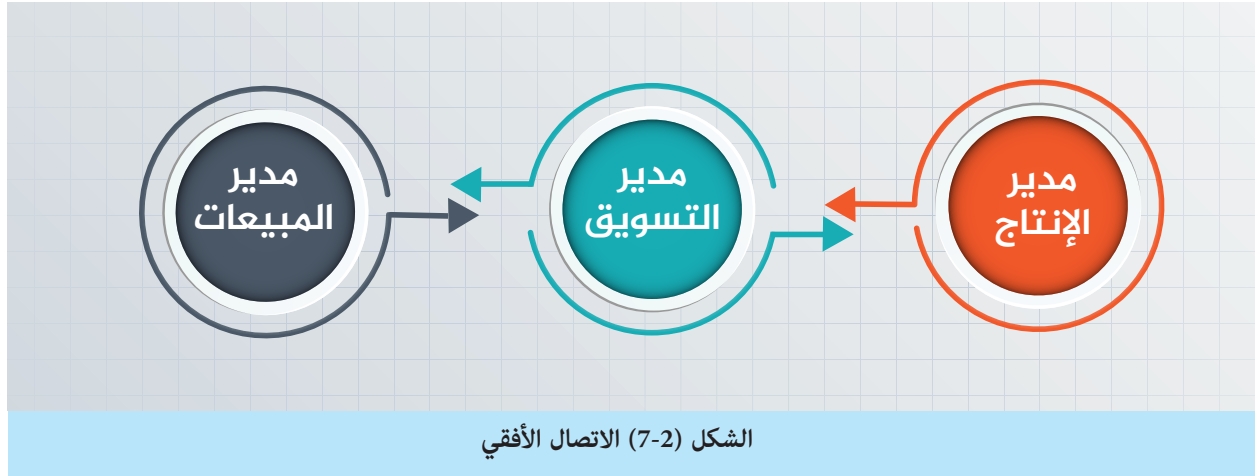 مدير
الإنتاج
مدير
التسويق
مدير
المبيعات
الشكل (2-7) الاتصال الأفقي